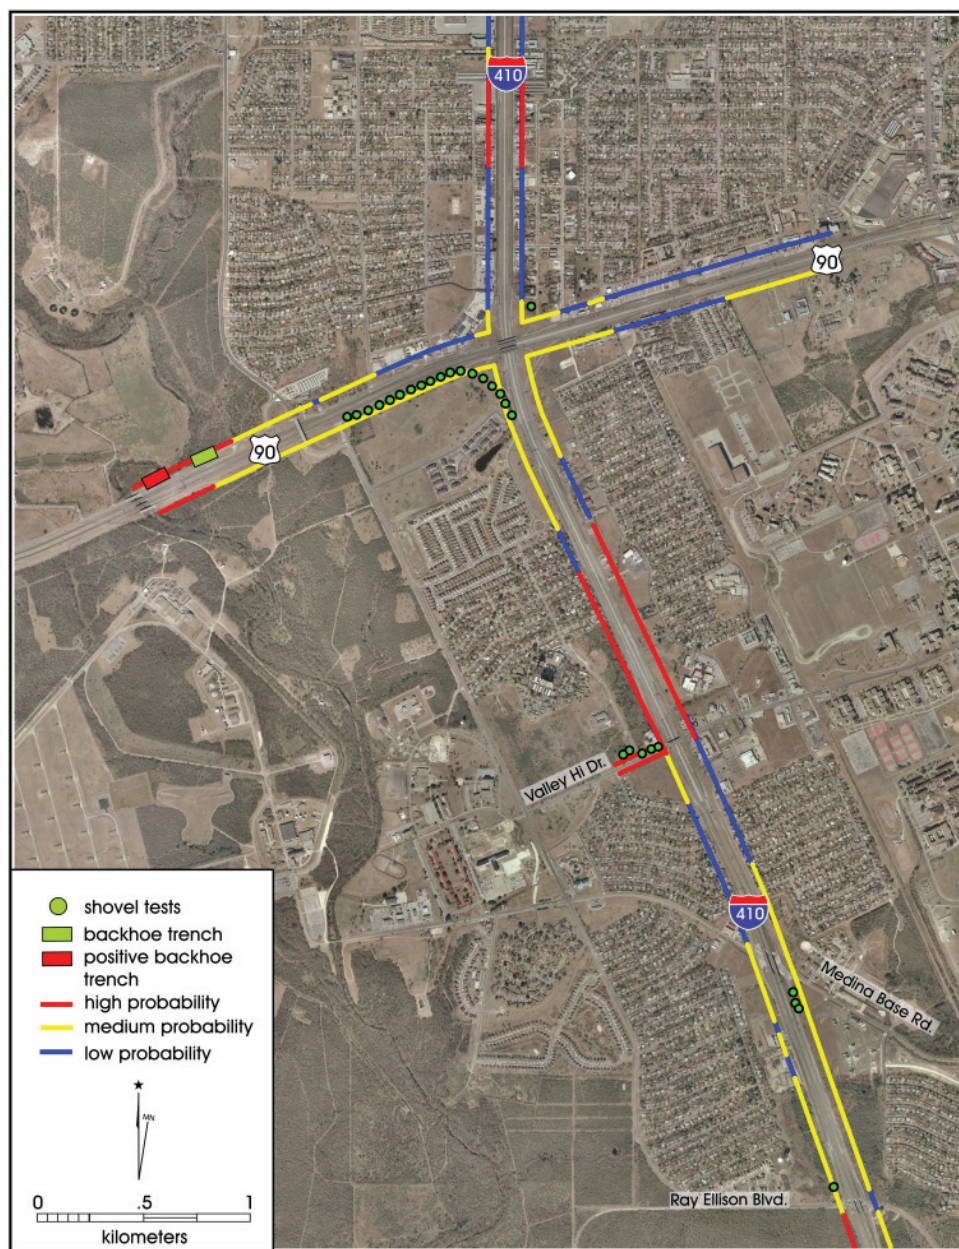 410
90
90
Valley Hi Dr.
410
Medina Base Rd.
Ray Ellison Blvd.
shovel tests
backhoe trench
positive backhoe
trench
high probability
medium probability
low probability
MN
0 .5 1
kilometers